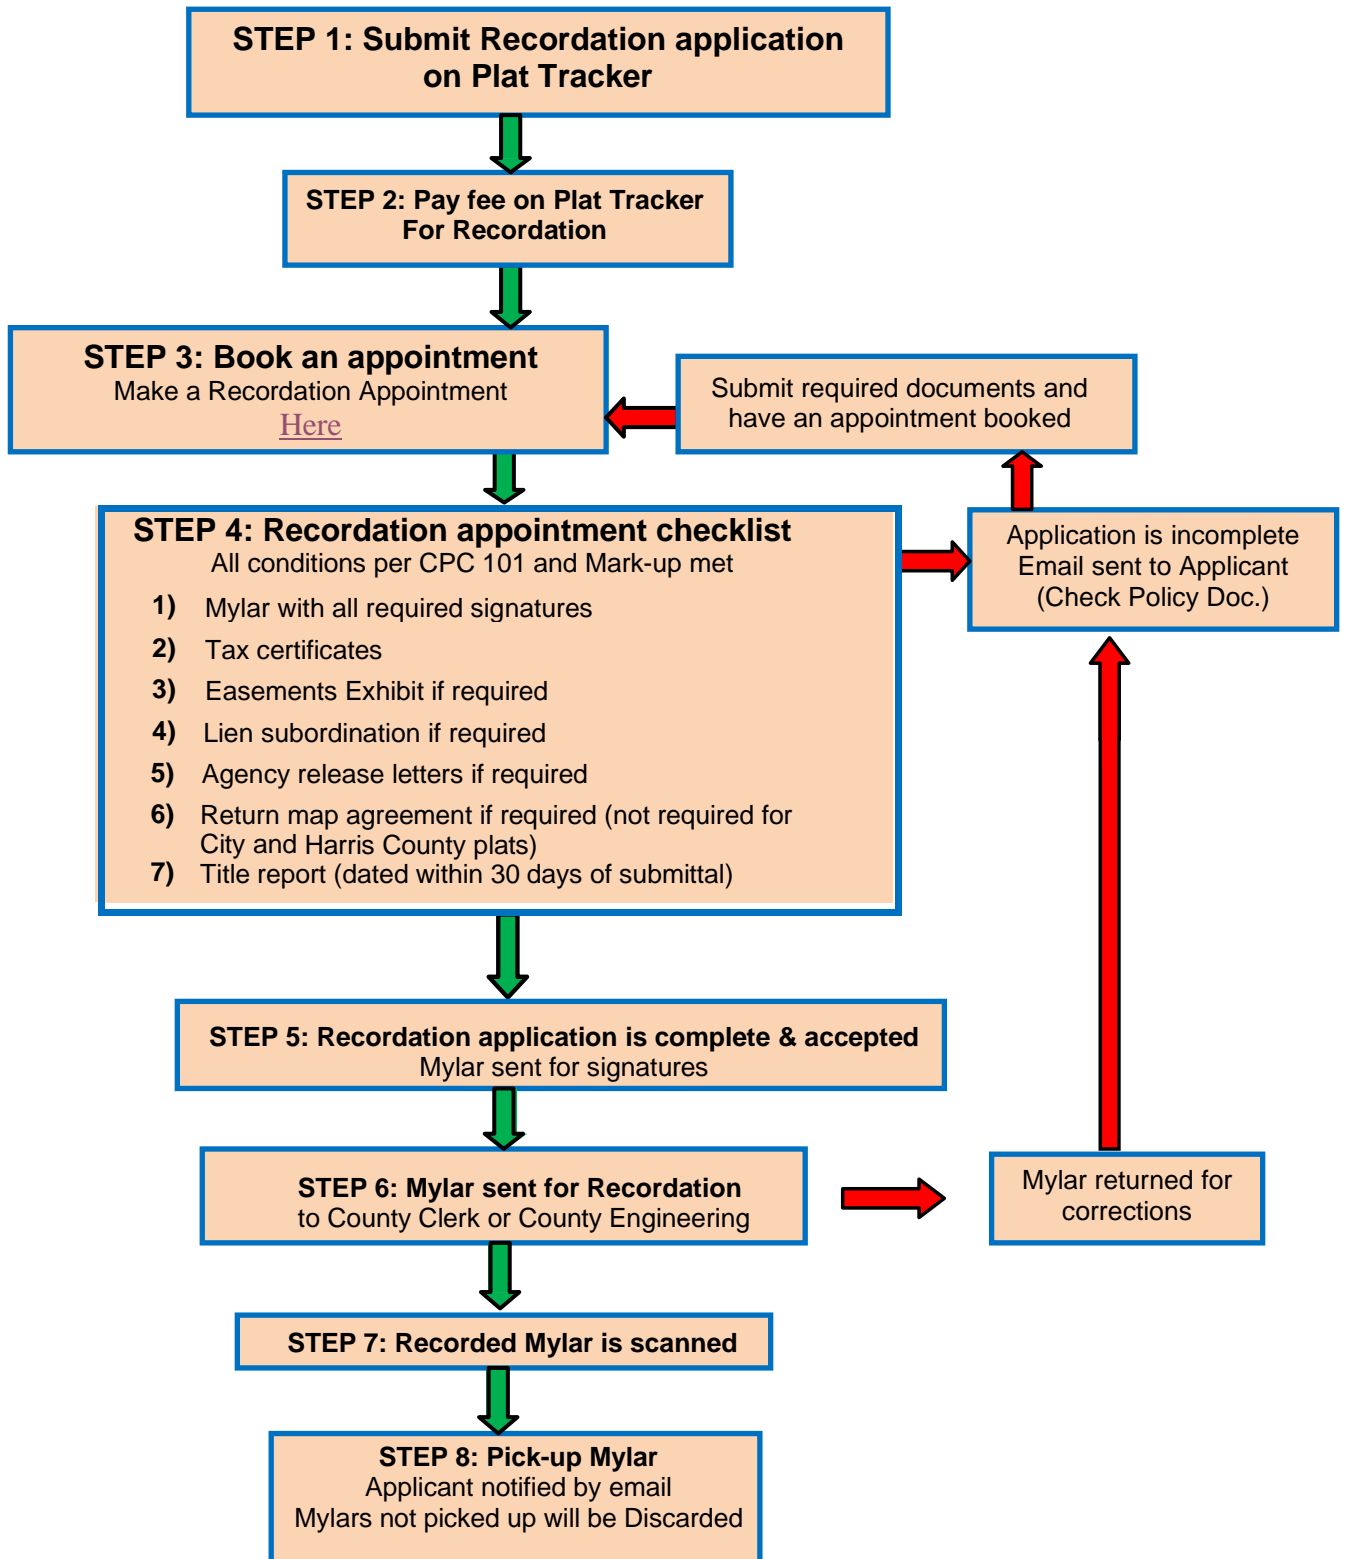 STEP 1: Submit Recordation application
on Plat Tracker
STEP 2: Pay fee on Plat Tracker
For Recordation
STEP 3: Book an appointment
Make a Recordation Appointment
Here
Submit required documents and
have an appointment booked
STEP 4: Recordation appointment checklist
All conditions per CPC 101 and Mark-up met
1) Mylar with all required signatures
2) Tax certificates
3) Easements Exhibit if required
4) Lien subordination if required
5) Agency release letters if required
6) Return map agreement if required (not required for
City and Harris County plats)
7) Title report (dated within 30 days of submittal)
Application is incomplete
Email sent to Applicant
(Check Policy Doc.)
STEP 5: Recordation application is complete & accepted
Mylar sent for signatures
STEP 6: Mylar sent for Recordation
to County Clerk or County Engineering
Mylar returned for
corrections
STEP 7: Recorded Mylar is scanned
STEP 8: Pick-up Mylar
Applicant notified by email
Mylars not picked up will be Discarded